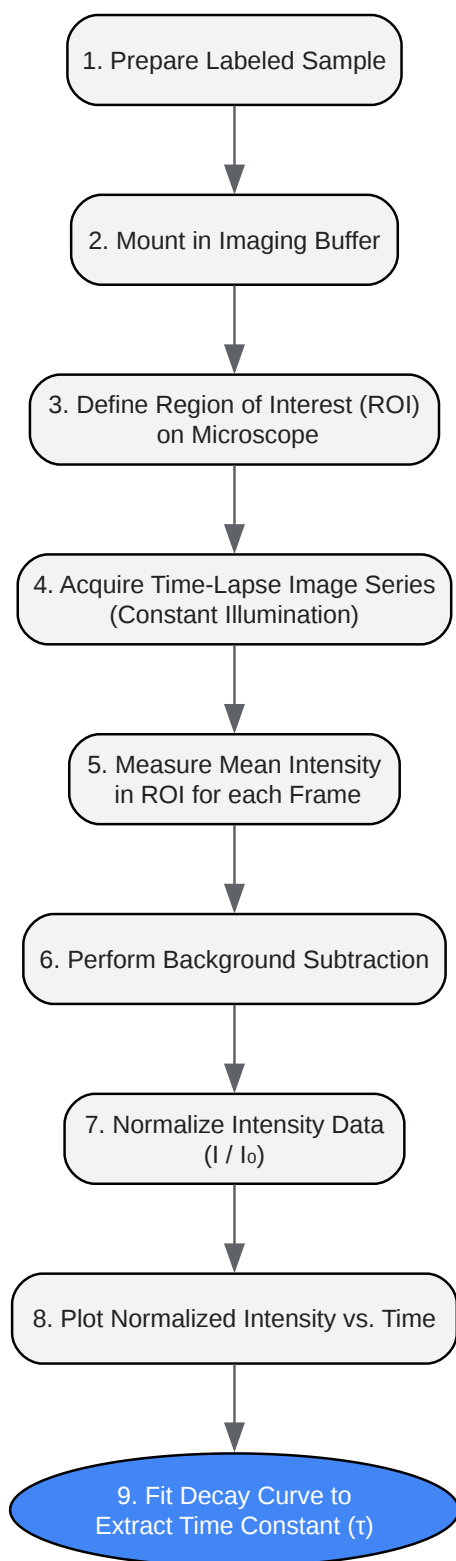 1. Prepare Labeled Sample
2. Mount in Imaging Buffer
3. Define Region of Interest (ROI)
on Microscope
4. Acquire Time-Lapse Image Series
(Constant Illumination)
5. Measure Mean Intensity
in ROI for each Frame
6. Perform Background Subtraction
7. Normalize Intensity Data
(I / I₀)
8. Plot Normalized Intensity vs. Time
9. Fit Decay Curve to
Extract Time Constant (τ)